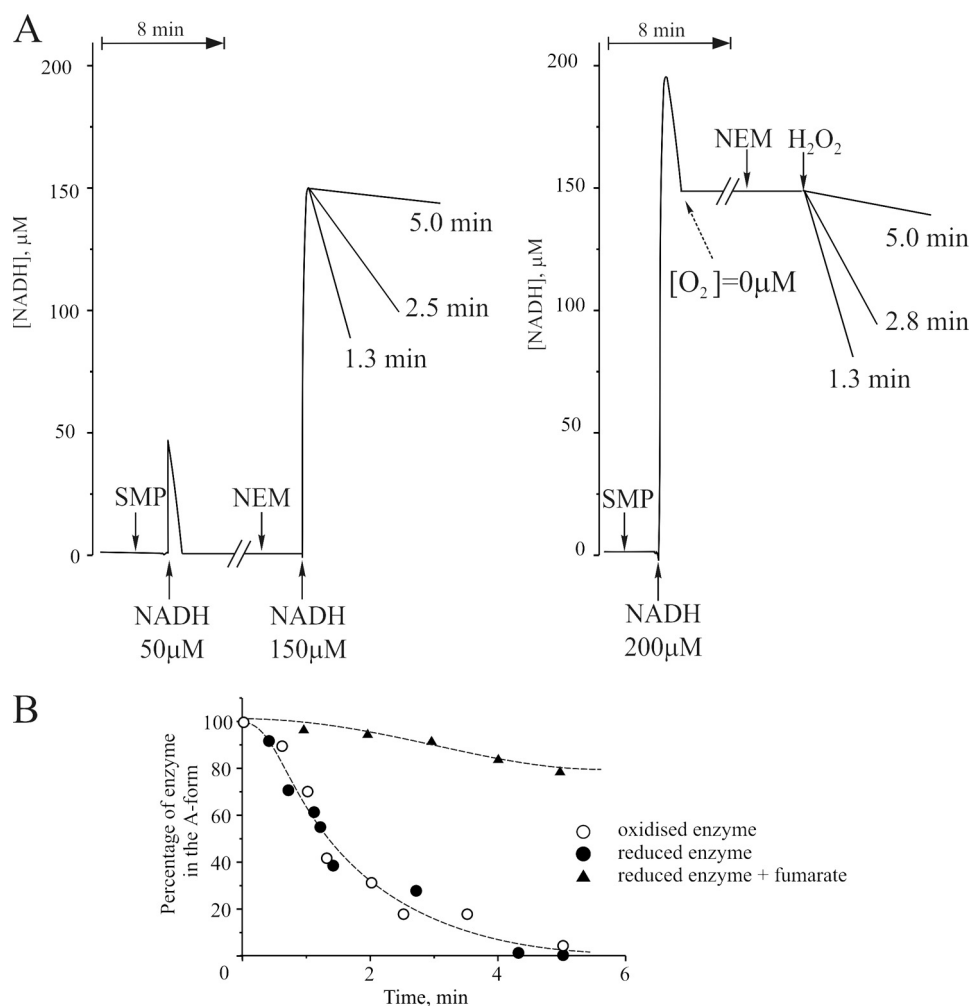 A
8 min
200
150
100
50
0
[NADH], μM
SMP
NEM
NADH
50μM
NADH
150μM
5.0 min
2.5 min
1.3 min
8 min
200
150
100
50
0
[NADH], μM
SMP
NADH
200μM
NEM
H₂O₂
[O₂]=0μM
5.0 min
2.8 min
1.3 min
B
Percentage of enzyme
in the A-form
100
80
60
40
20
0
2
4
6
Time, min
oxidised enzyme
reduced enzyme
reduced enzyme + fumarate